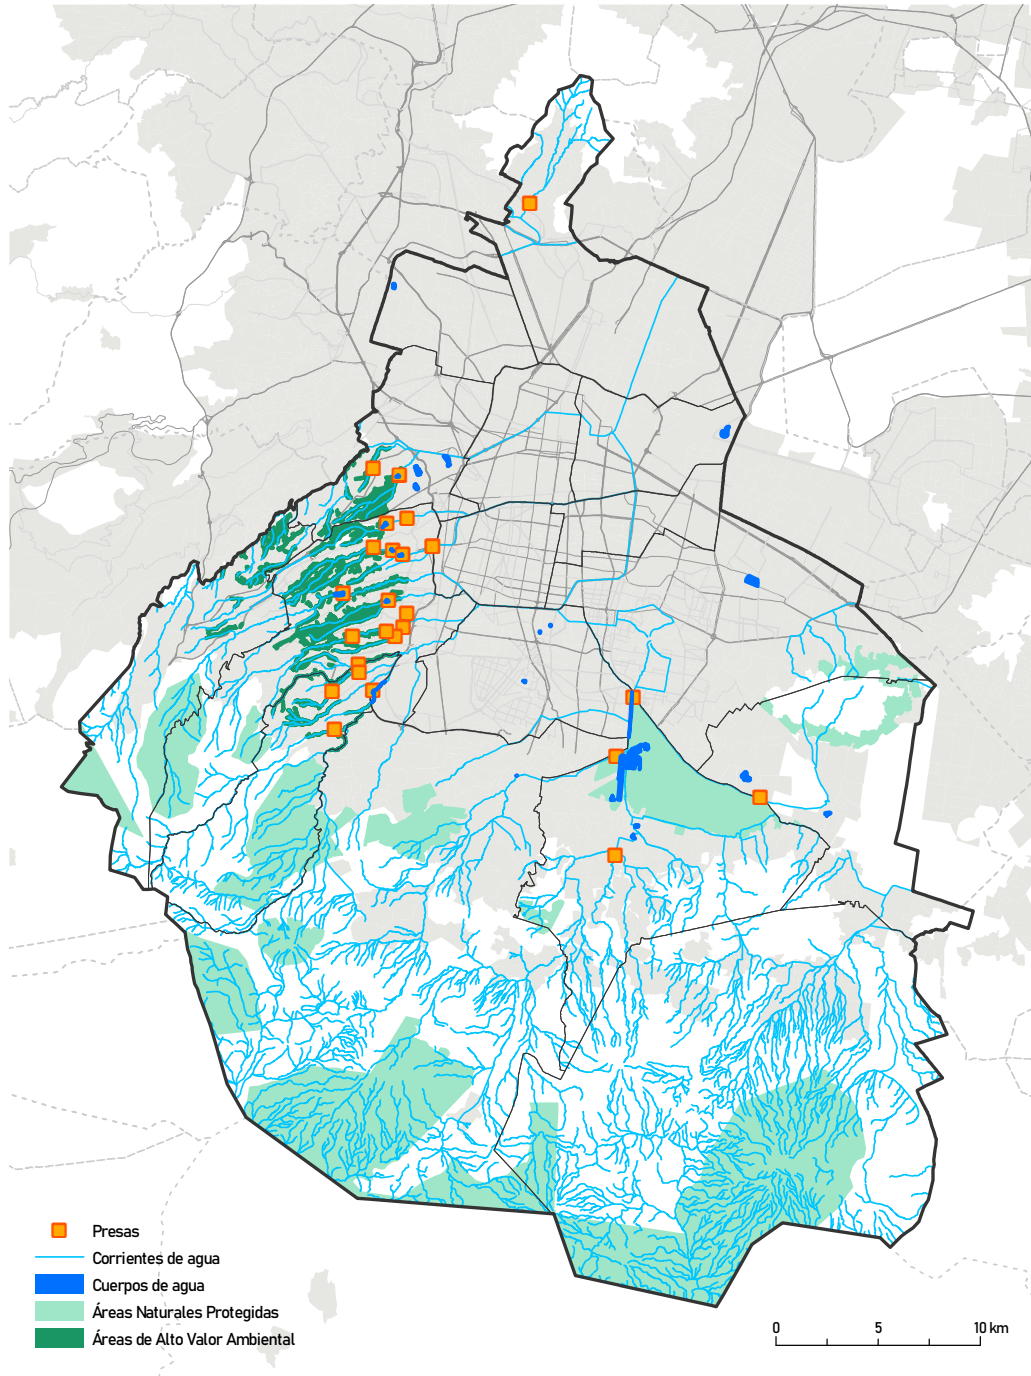 Presas
Corrientes de agua
Cuerpos de agua
Áreas Naturales Protegidas
Áreas de Alto Valor Ambiental
0 5 10 km